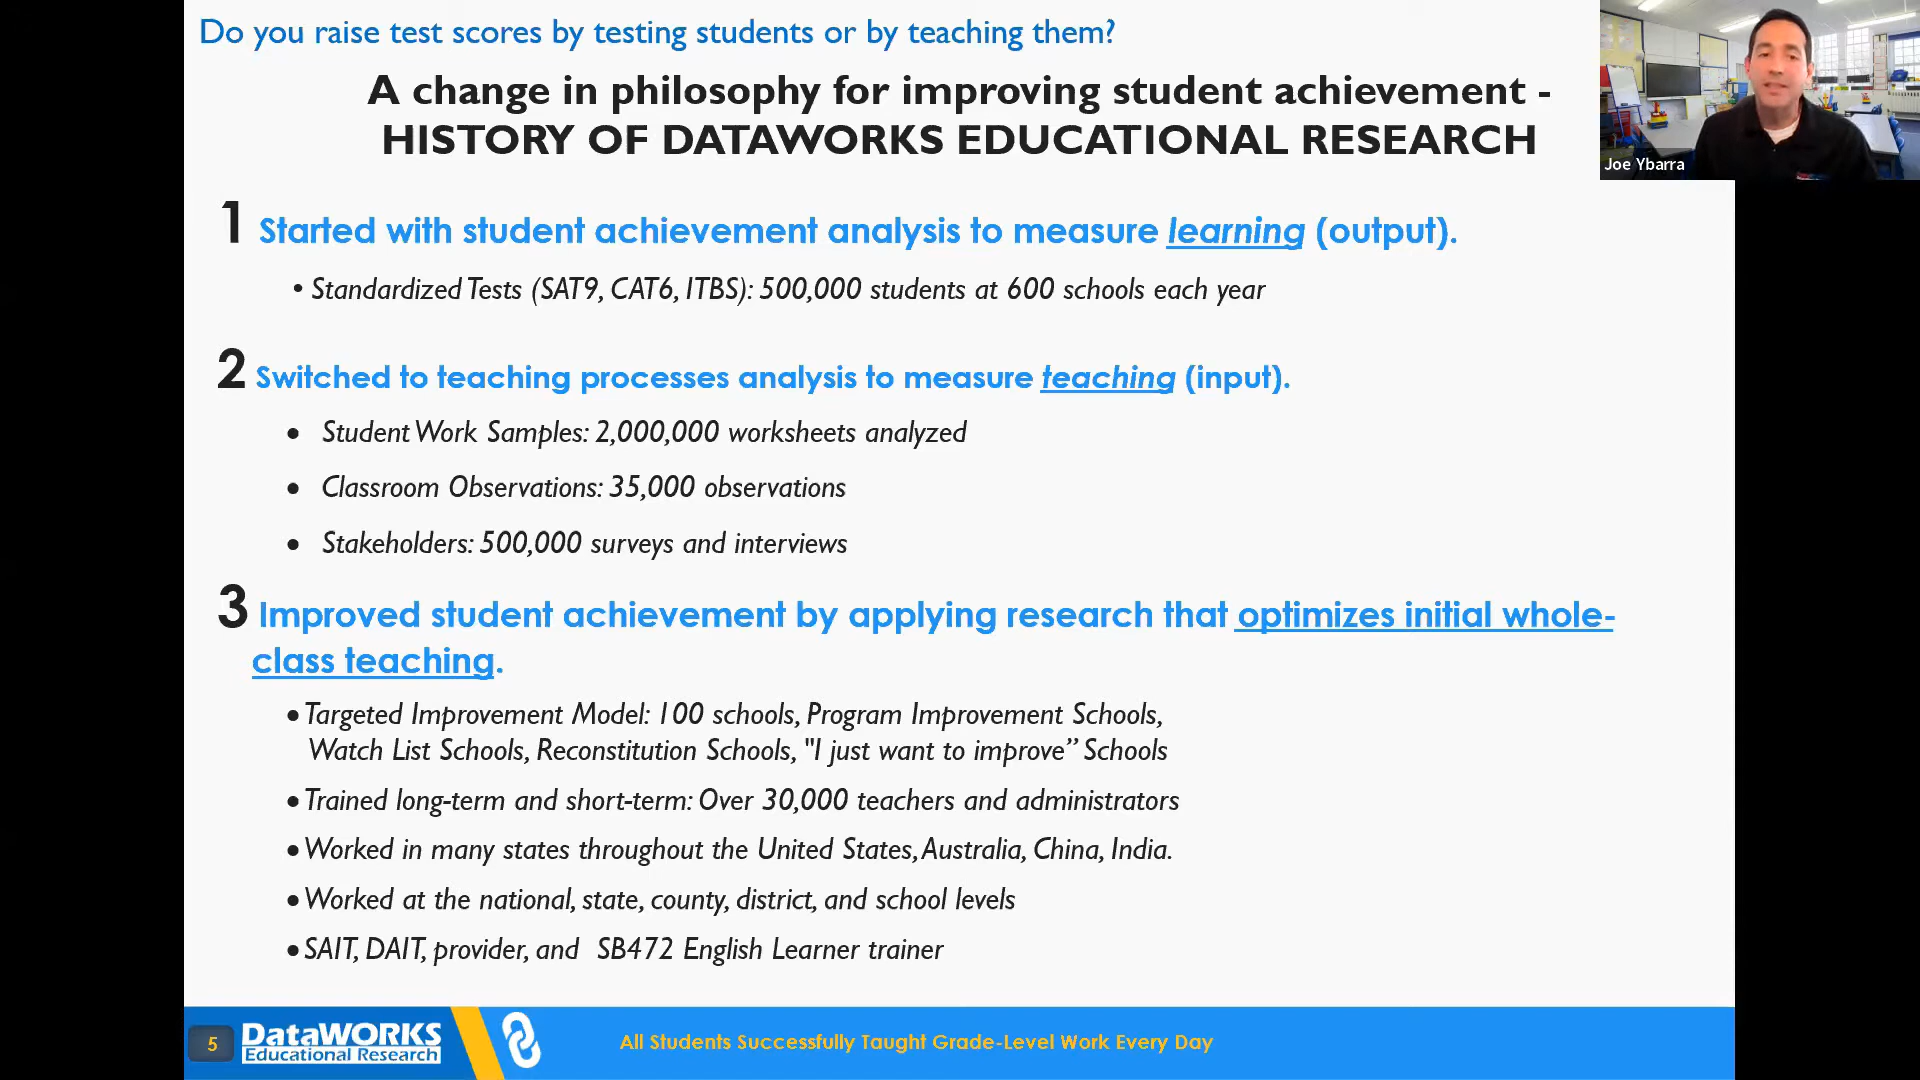 Do you raise test scores by testing students or by teaching them?
A change in philosophy for improving student achievement -
HISTORY OF DATAWORKS EDUCATIONAL RESEARCH
Joe Ybarra
1 Started with student achievement analysis to measure learning (output).
• Standardized Tests (SAT9, CAT6, ITBS): 500,000 students at 600 schools each year
2 Switched to teaching processes analysis to measure teaching (input).
• Student Work Samples: 2,000,000 worksheets analyzed
• Classroom Observations: 35,000 observations
• Stakeholders: 500,000 surveys and interviews
3 Improved student achievement by applying research that optimizes initial whole-
class teaching.
• Targeted Improvement Model: 100 schools, Program Improvement Schools,
Watch List Schools, Reconstitution Schools, "I just want to improve” Schools
• Trained long-term and short-term: Over 30,000 teachers and administrators
• Worked in many states throughout the United States, Australia, China, India.
• Worked at the national, state, county, district, and school levels
• SAIT, DAIT, provider, and SB472 English Learner trainer
5
DataWORKS
Educational Research
All Students Successfully Taught Grade-Level Work Every Day